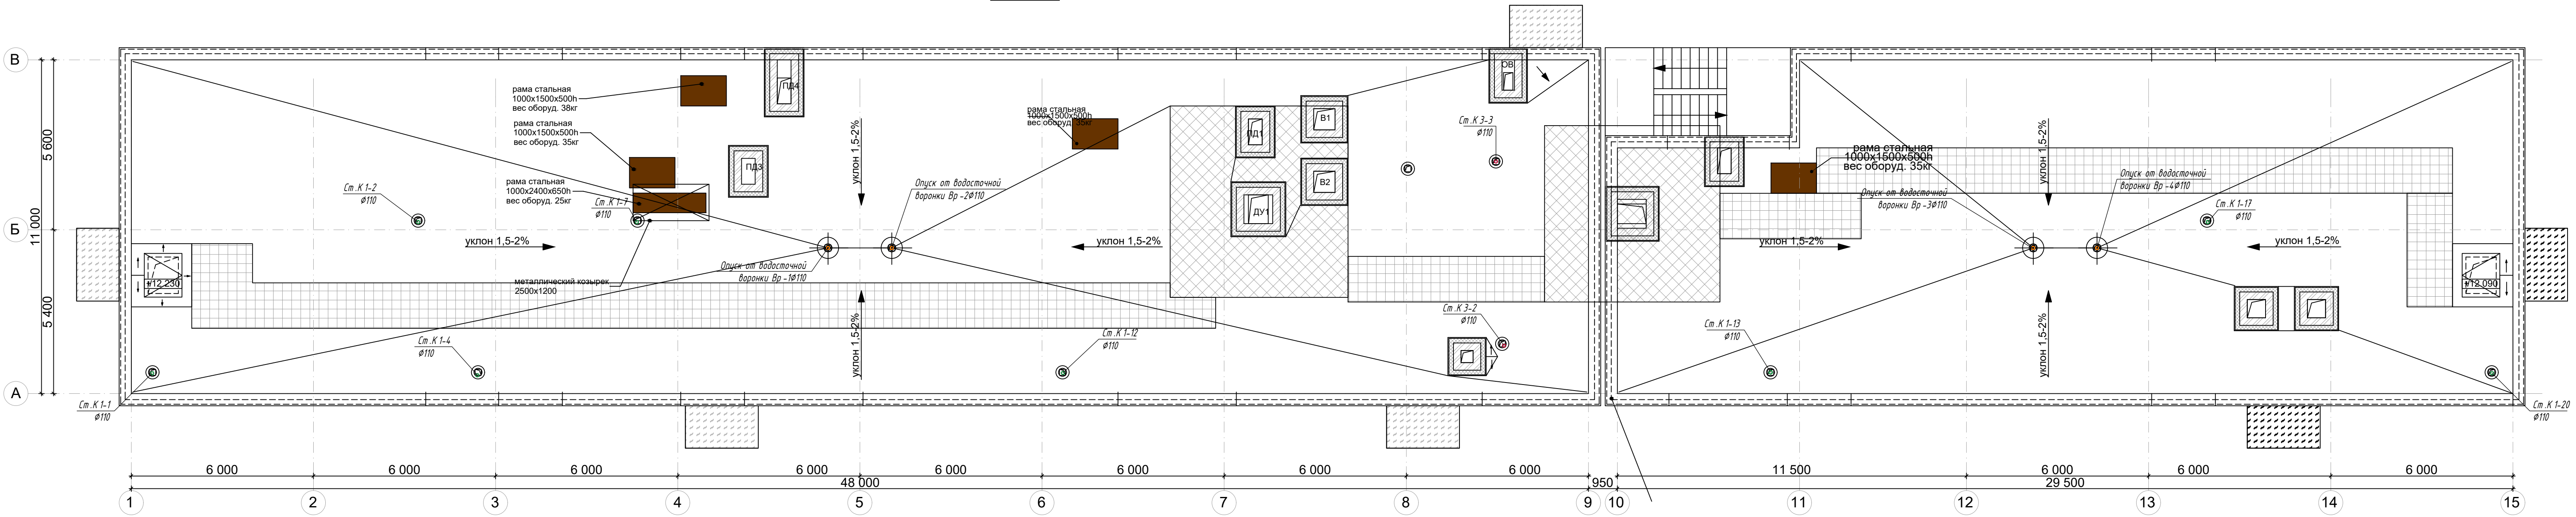 В
Б
А
5 600
11 000
5 400
рама стальная
1000х1500х500h
вес оборуд. 38кг
рама стальная
1000х1500х500h
вес оборуд. 35кг
рама стальная
1000х2400х650h
вес оборуд. 25кг
Ст.К 1-2
ф110
Ст.К 1-7
ф110
ПД4
ПД3
уклон 1,5-2%
уклон 1,5-2%
уклон 1,5-2%
уклон 1,5-2%
Опуск от водосточной
воронки Вр -2ф110
Опуск от водосточной
воронки Вр -1ф110
металлический козырек
2500х1200
12.230
Ст.К 1-4
ф110
Ст.К 1-1
ф110
Ст.К 1-12
ф110
рама стальная
1000х1500х500h
вес оборуд. 35кг
ПД1
В1
В2
ДУ1
ОВ
Ст.К 3-3
ф110
Ст.К 3-2
ф110
рама стальная
1000х1500х500h
вес оборуд. 35кг
Опуск от водосточной
воронки Вр -3ф110
уклон 1,5-2%
уклон 1,5-2%
уклон 1,5-2%
уклон 1,5-2%
Опуск от водосточной
воронки Вр -4ф110
Ст.К 1-17
ф110
Ст.К 1-13
ф110
12.090
Ст.К 1-20
ф110
6 000
6 000
6 000
6 000
6 000
6 000
6 000
6 000
11 500
6 000
6 000
6 000
48 000
950
29 500
1
2
3
4
5
6
7
8
9
10
11
12
13
14
15